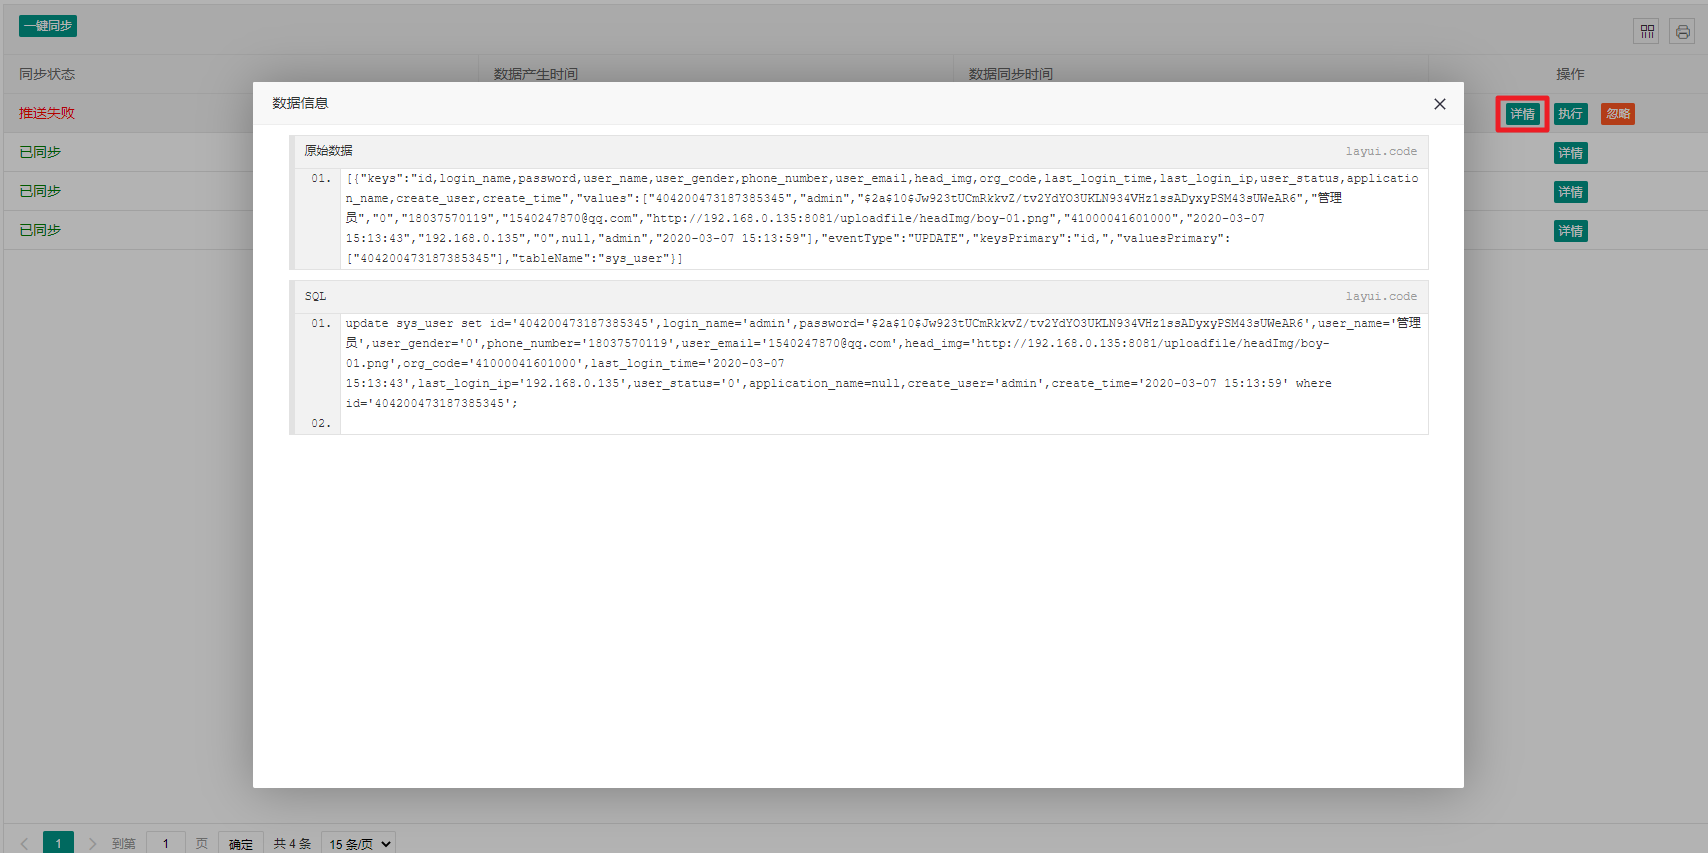 一键同步
同步状态 数据产生时间 数据同步时间 操作
推送失败 详情 执行 忽略
已同步 详情
已同步 详情
已同步 详情
数据信息
原始数据 layui.code
01. [{"keys":"id,login_name,password,user_name,user_gender,phone_number,user_email,head_img,org_code,last_login_time,last_login_ip,user_status,applicatio
n_name,create_user,create_time","values":["404200473187385345","admin","$2a$10$Jw923tUCmRkkvZ/tv2YdYO3UKLN934VHz1ssADyxyPSM43sUWeAR6","管理
员","0","18037570119","1540247870@qq.com","http://192.168.0.135:8081/uploadfile/headImg/boy-01.png","41000041601000","2020-03-07
15:13:43","192.168.0.135","0",null,"admin","2020-03-07 15:13:59"],"eventType":"UPDATE","keysPrimary":"id,","valuesPrimary":
["404200473187385345"],"tableName":"sys_user"}]
SQL layui.code
01. update sys_user set id='404200473187385345',login_name='admin',password='$2a$10$Jw923tUCmRkkvZ/tv2YdYO3UKLN934VHz1ssADyxyPSM43sUWeAR6',user_name='管理
员',user_gender='0',phone_number='18037570119',user_email='1540247870@qq.com',head_img='http://192.168.0.135:8081/uploadfile/headImg/boy-
01.png',org_code='41000041601000',last_login_time='2020-03-07
15:13:43',last_login_ip='192.168.0.135',user_status='0',application_name=null,create_user='admin',create_time='2020-03-07 15:13:59' where
id='404200473187385345';
02.
1 到第 1 页 确定 共 4 条 15 条/页